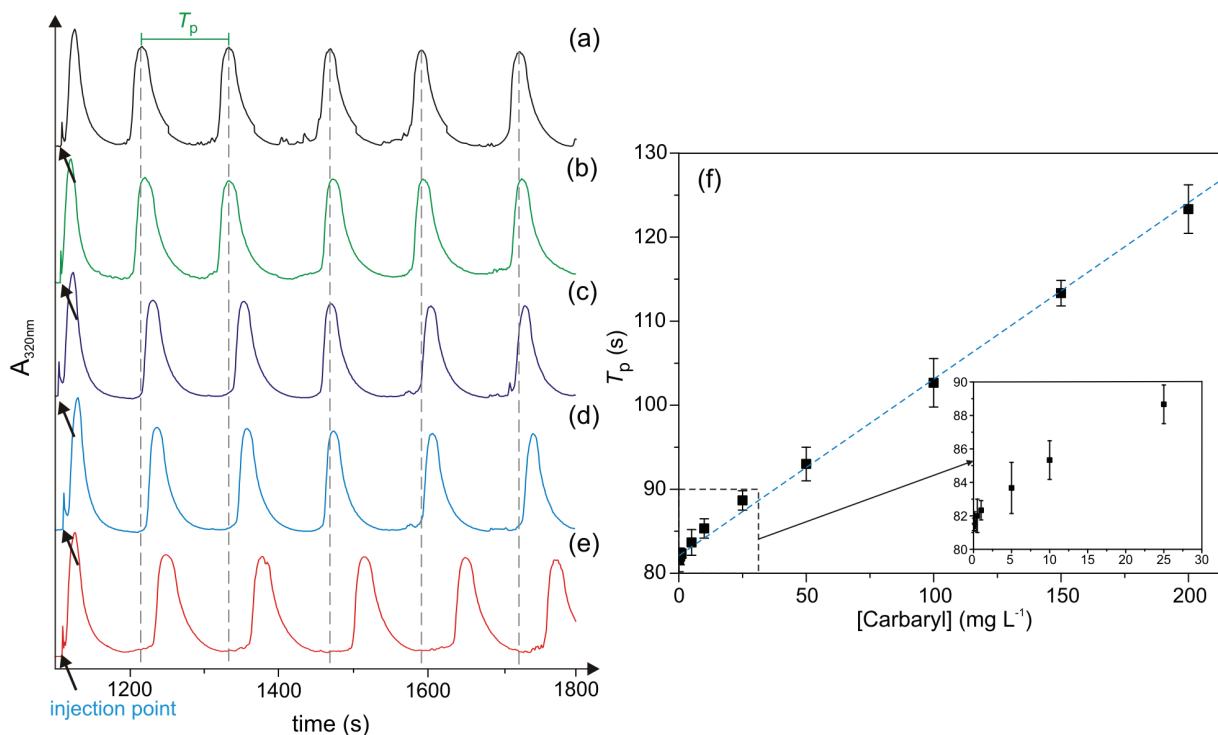 Tp
(a)
(b)
(c)
(d)
(e)
A320nm
1200
1400
1600
1800
injection point
time (s)
(f)
130
120
110
100
90
80
Tp (s)
0
50
100
150
200
[Carbaryl] (mg L-1)
90
88
86
84
82
80
0
5
10
15
20
25
30